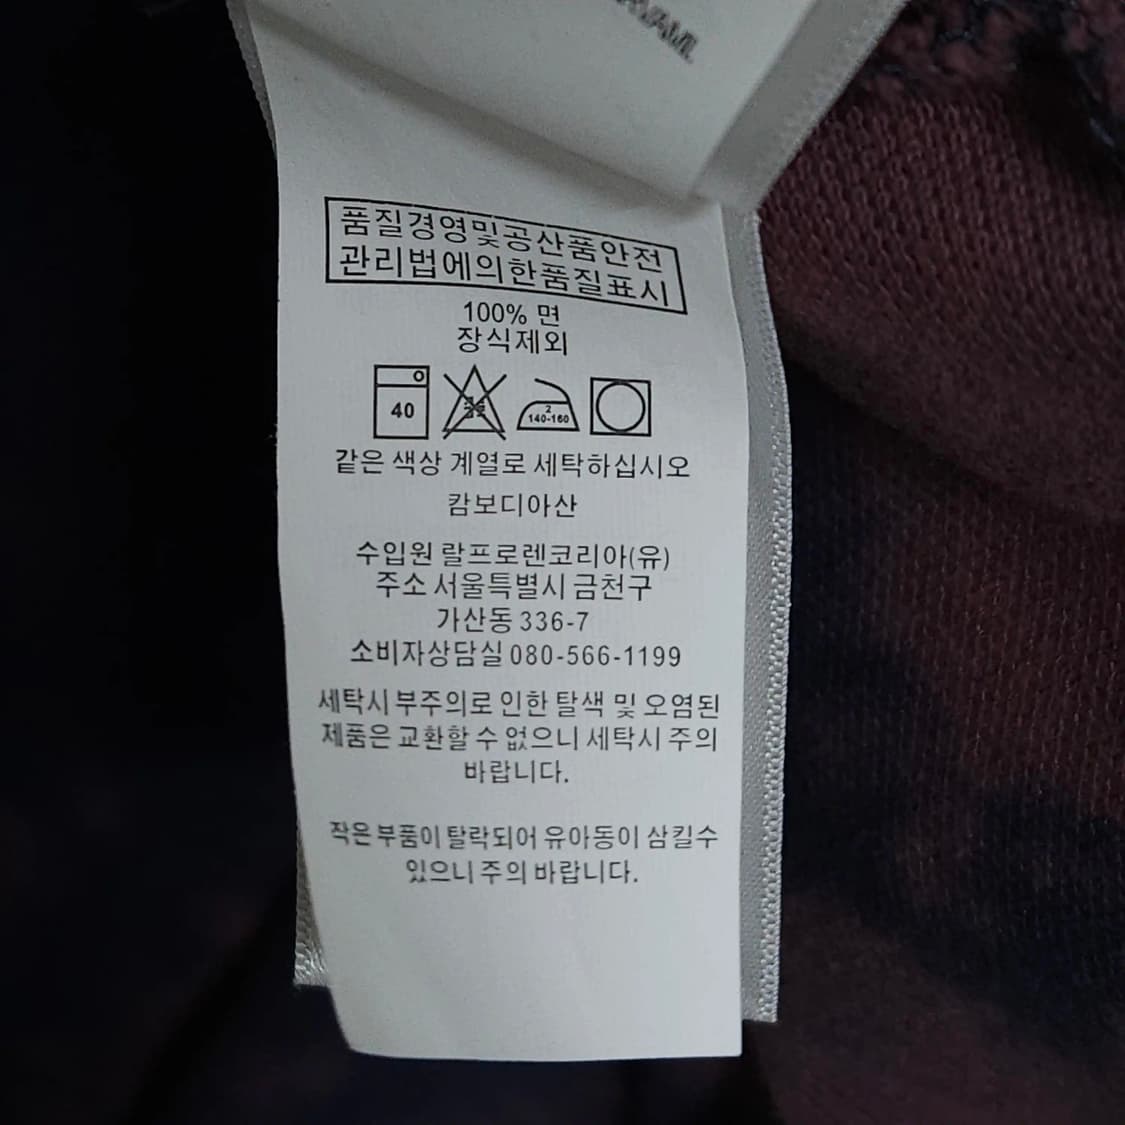 품질경영및공산품안전
관리법에의한품질표시
100% 면
장식제외
40
2
140-160
같은 색상 계열로 세탁하십시오
캄보디아산
수입원 랄프로렌코리아(유)
주소 서울특별시 금천구
가산동 336-7
소비자상담실 080-566-1199
세탁시 부주의로 인한 탈색 및 오염된
제품은 교환할 수 없으니 세탁시 주의
바랍니다.
작은 부품이 탈락되어 유아동이 삼킬수
있으니 주의 바랍니다.